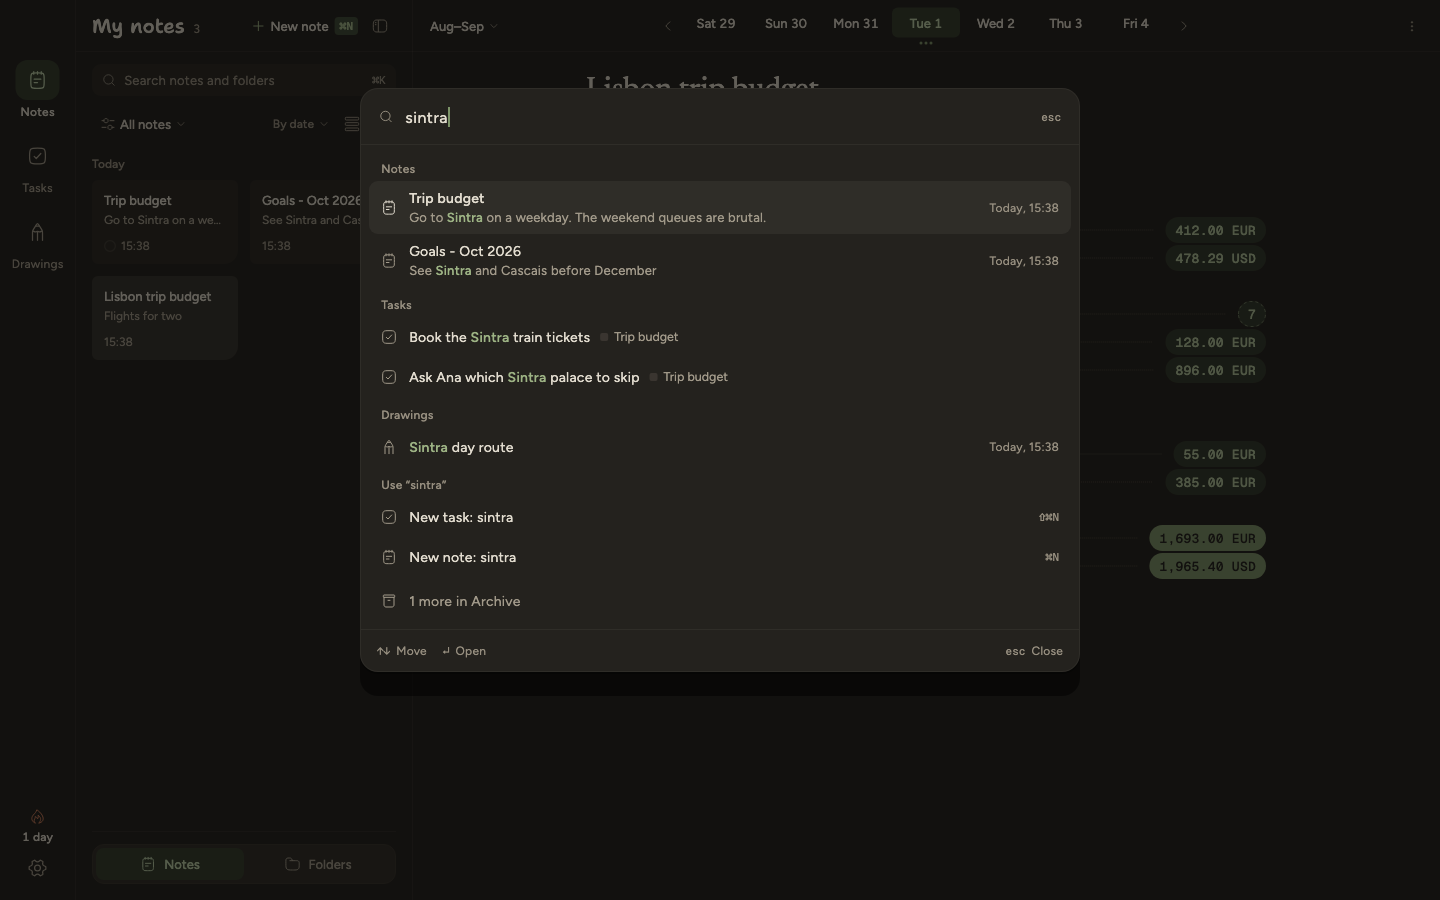 My notes 3
+ New note ⌘N
Aug–Sep
Sat 29
Sun 30
Mon 31
Tue 1
Wed 2
Thu 3
Fri 4
Notes
Tasks
Drawings
Search notes and folders ⌘K
All notes
By date
Today
Trip budget
Go to Sintra on a we...
15:38
Goals - Oct 2026
See Sintra and Cas
15:38
Lisbon trip budget
Flights for two
15:38
Lisbon trip budget
sintra
esc
Notes
Trip budget
Go to Sintra on a weekday. The weekend queues are brutal.
Today, 15:38
Goals - Oct 2026
See Sintra and Cascais before December
Today, 15:38
Tasks
Book the Sintra train tickets Trip budget
Ask Ana which Sintra palace to skip Trip budget
Drawings
Sintra day route
Today, 15:38
Use "sintra"
New task: sintra ⇧⌘N
New note: sintra ⌘N
1 more in Archive
Move
Open
esc Close
412.00 EUR
478.29 USD
7
128.00 EUR
896.00 EUR
55.00 EUR
385.00 EUR
1,693.00 EUR
1,965.40 USD
1 day
Notes
Folders